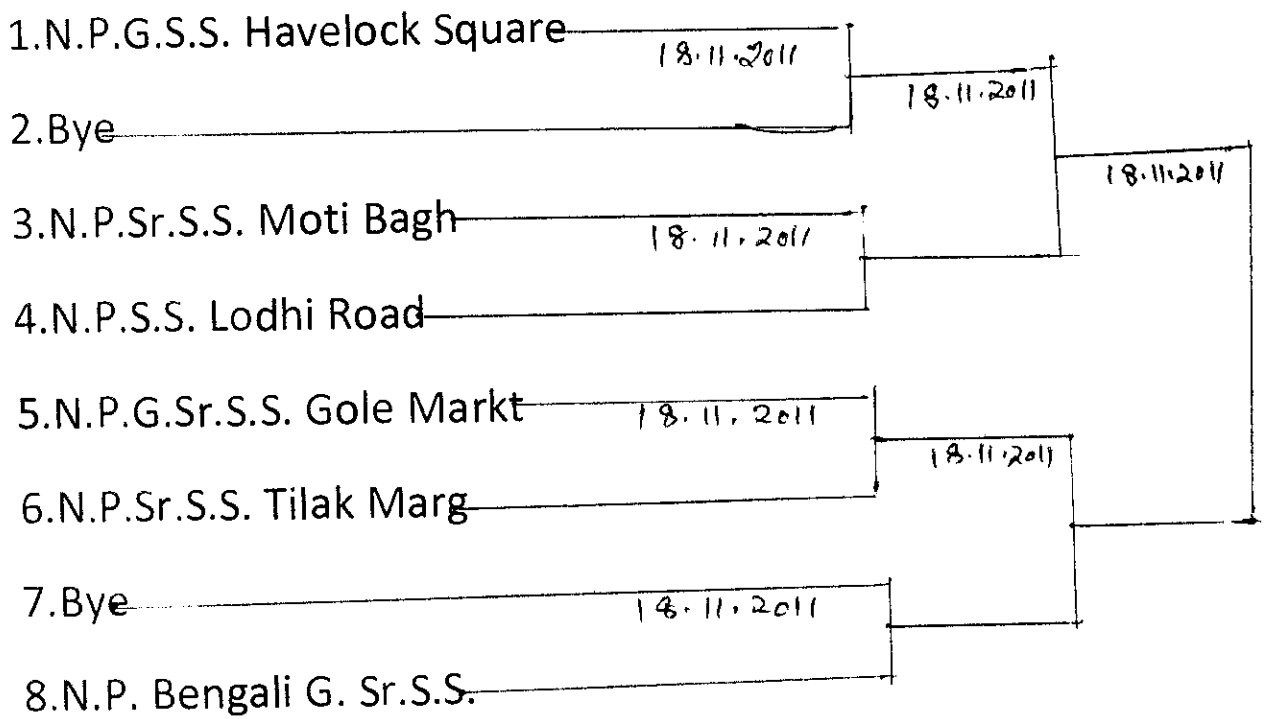 1.N.P.G.S.S. Havelock Square
18.11.2011
18.11.2011
2.Bye
18.11.2011
3.N.P.Sr.S.S. Moti Bagh
18.11.2011
4.N.P.S.S. Lodhi Road
5.N.P.G.Sr.S.S. Gole Markt
18.11.2011
18.11.2011
6.N.P.Sr.S.S. Tilak Marg
7.Bye
18.11.2011
8.N.P. Bengali G. Sr.S.S.